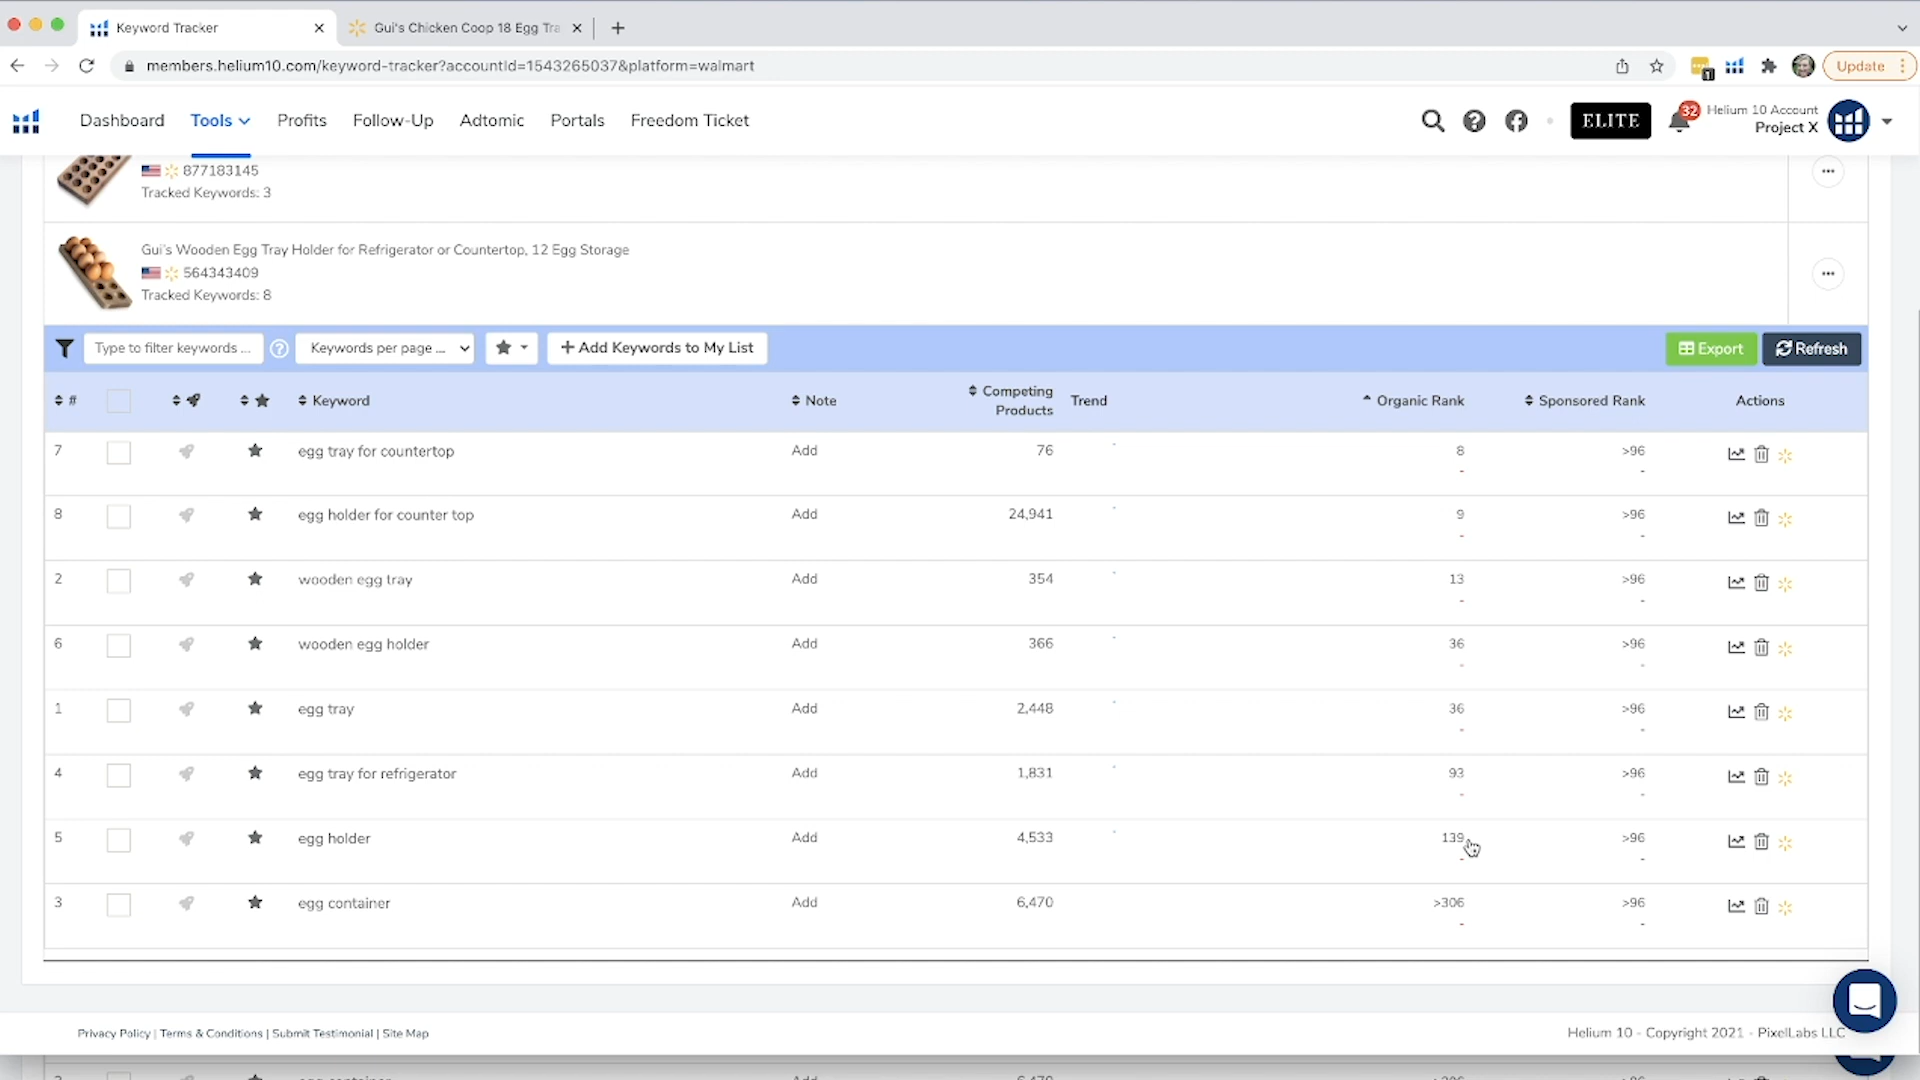 Keyword Tracker
Gui's Chicken Coop 18 Egg Tra
members.helium10.com/keyword-tracker?accountId=1543265037&platform=walmart
1
Update
Dashboard Tools Profits Follow-Up Adtomic Portals Freedom Ticket
ELITE
32
Helium 10 Account
Project X
877183145
Tracked Keywords: 3
Gui's Wooden Egg Tray Holder for Refrigerator or Countertop, 12 Egg Storage
564343409
Tracked Keywords: 8
Type to filter keywords ... Keywords per page ... + Add Keywords to My List Export Refresh
# Keyword Note Competing Products Trend Organic Rank Sponsored Rank Actions
7 egg tray for countertop Add 76 8 >96
- -
8 egg holder for counter top Add 24,941 9 >96
- -
2 wooden egg tray Add 354 13 >96
- -
6 wooden egg holder Add 366 36 >96
- -
1 egg tray Add 2,448 36 >96
- -
4 egg tray for refrigerator Add 1,831 93 >96
- -
5 egg holder Add 4,533 139 >96
- -
3 egg container Add 6,470 >306 >96
- -
Privacy Policy | Terms & Conditions | Submit Testimonial | Site Map
Helium 10 - Copyright 2021 - PixelLabs LLC